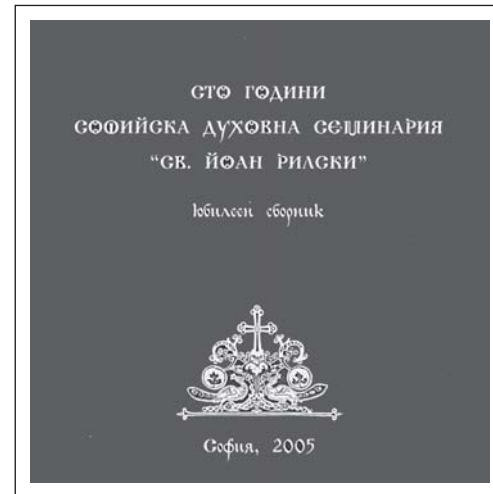 СТО ГОДИНИ
СОФИЙСКА ДУХОВНА СЕМИНАРИЯ
“СВ. ЙОАН РИЛСКИ”
Юбилеен сборник
София, 2005